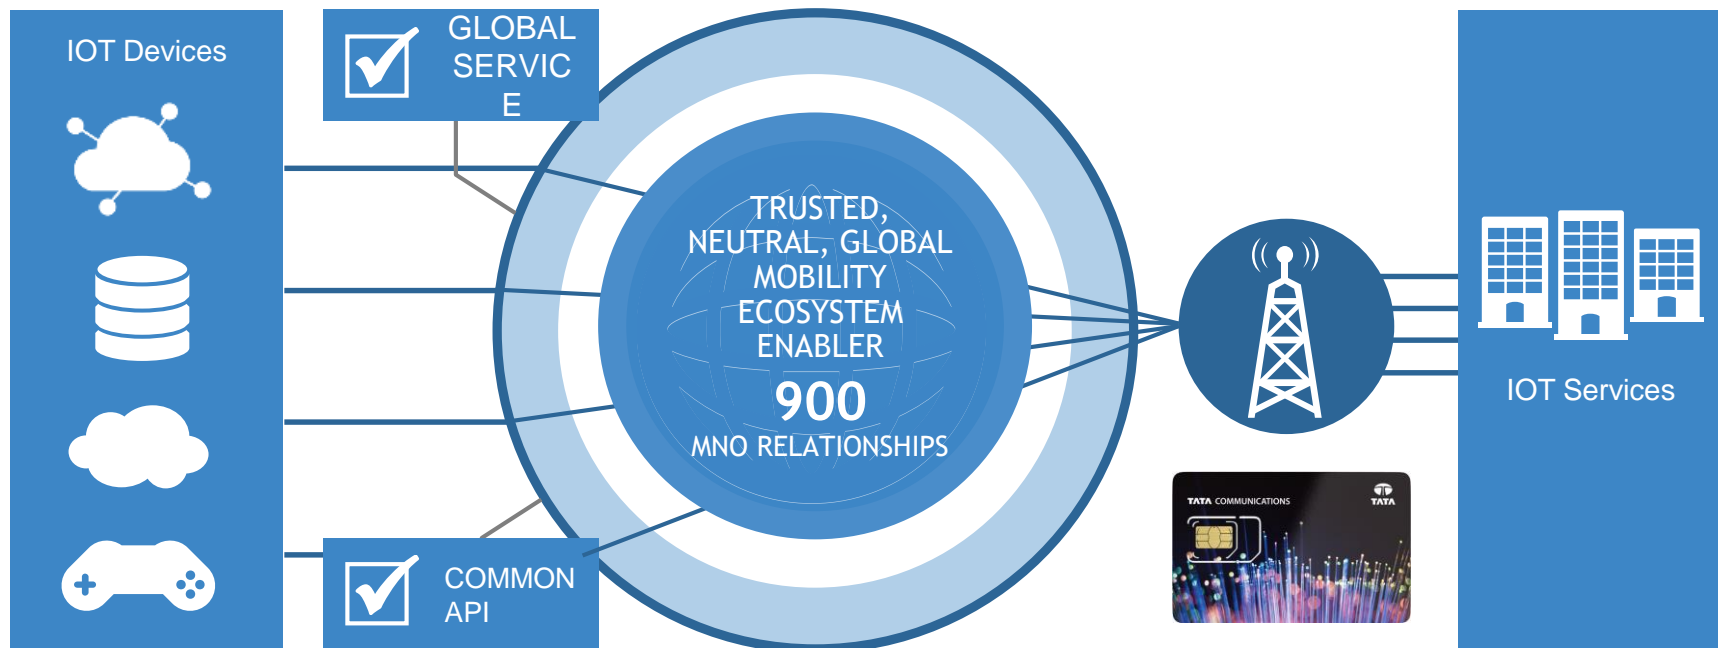 IOT Devices
GLOBAL
SERVIC
E
TRUSTED,
NEUTRAL, GLOBAL
MOBILITY
ECOSYSTEM
ENABLER
900
MNO RELATIONSHIPS
COMMON
API
TATA COMMUNICATIONS
TATA
IOT Services